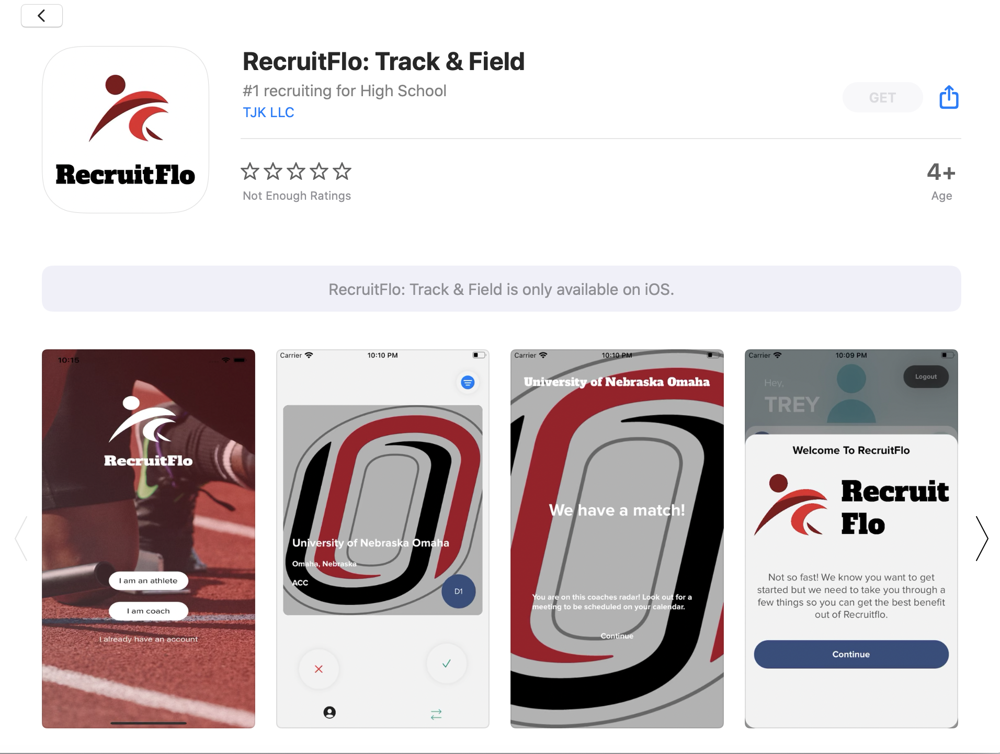 RecruitFlo: Track & Field
#1 recruiting for High School
TJK LLC
GET
RecruitFlo
Not Enough Ratings
4+
Age
RecruitFlo: Track & Field is only available on iOS.
10:15
RecruitFlo
I am an athlete
I am coach
I already have an account
Carrier
10:10 PM
University of Nebraska Omaha
Omaha, Nebraska
ACC
D1
Carrier
10:10 PM
University of Nebraska Omaha
We have a match!
You are on this coaches radar! Look out for a
meeting to be scheduled on your calendar.
Continue
Carrier
10:09 PM
Logout
Hey,
TREY
Welcome To RecruitFlo
Recruit
Flo
Not so fast! We know you want to get
started but we need to take you through a
few things so you can get the best benefit
out of Recruitflo.
Continue